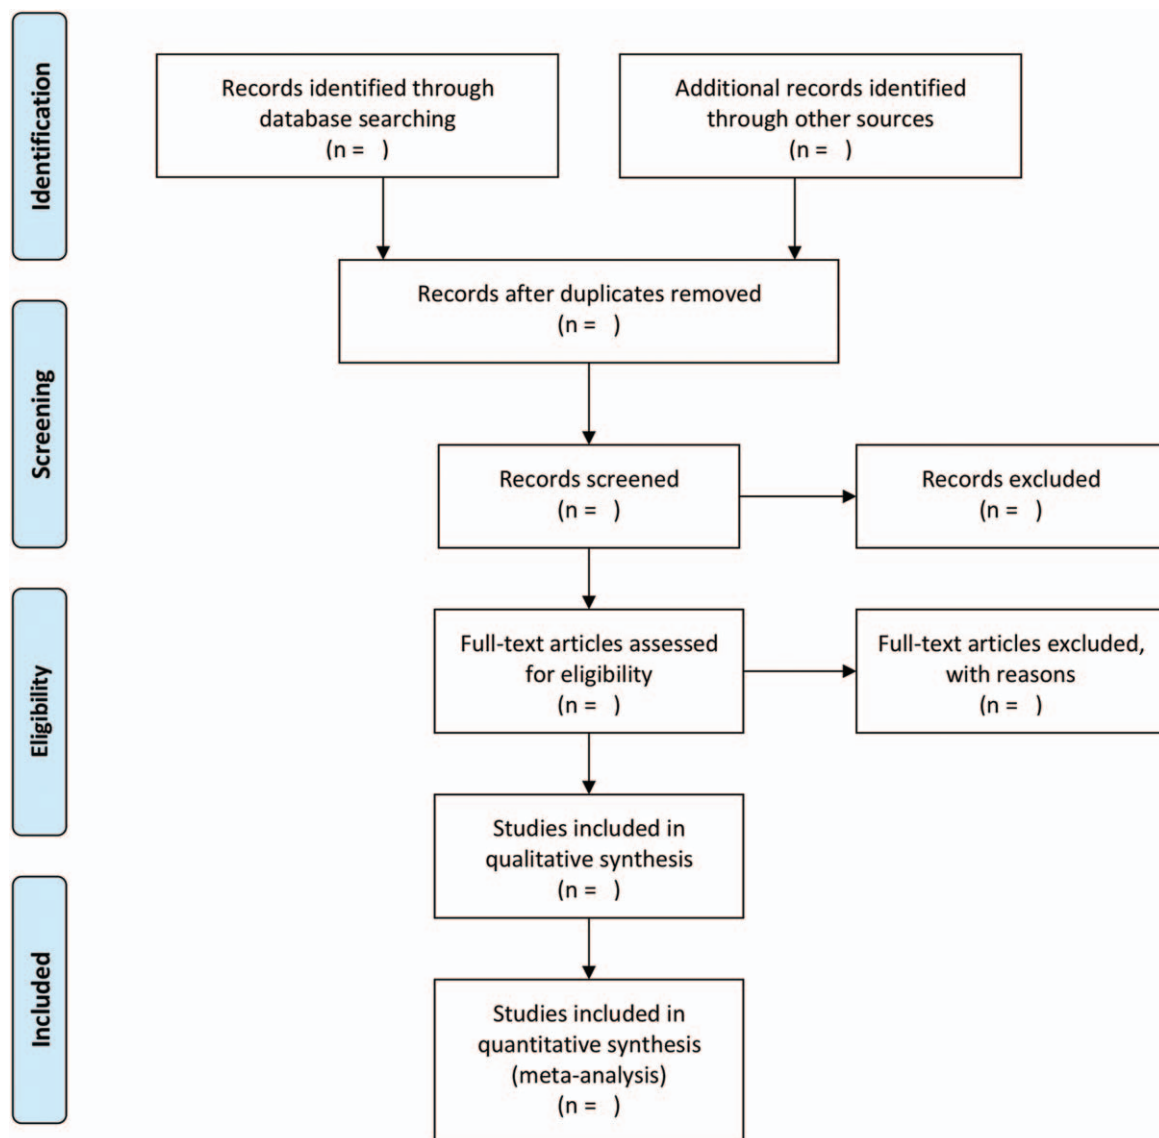 Identification
Records identified through
database searching
(n = )
Additional records identified
through other sources
(n = )
Records after duplicates removed
(n = )
Screening
Records screened
(n = )
Records excluded
(n = )
Eligibility
Full-text articles assessed
for eligibility
(n = )
Full-text articles excluded,
with reasons
(n = )
Studies included in
qualitative synthesis
(n = )
Included
Studies included in
quantitative synthesis
(meta-analysis)
(n = )